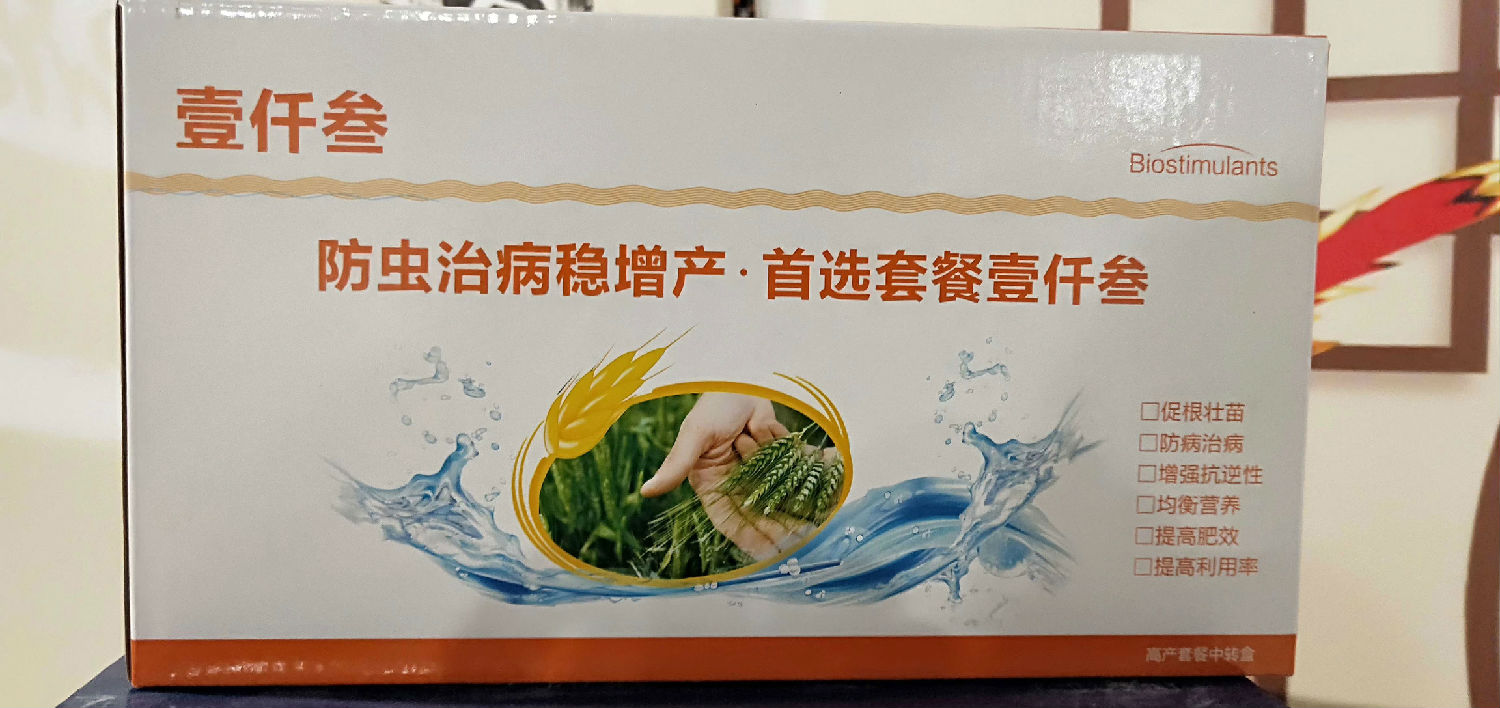 壹仟叁
Biostimulants
防虫治病稳增产·首选套餐壹仟叁
□促根壮苗
□防病治病
□增强抗逆性
□均衡营养
□提高肥效
□提高利用率
高产套餐中转盒